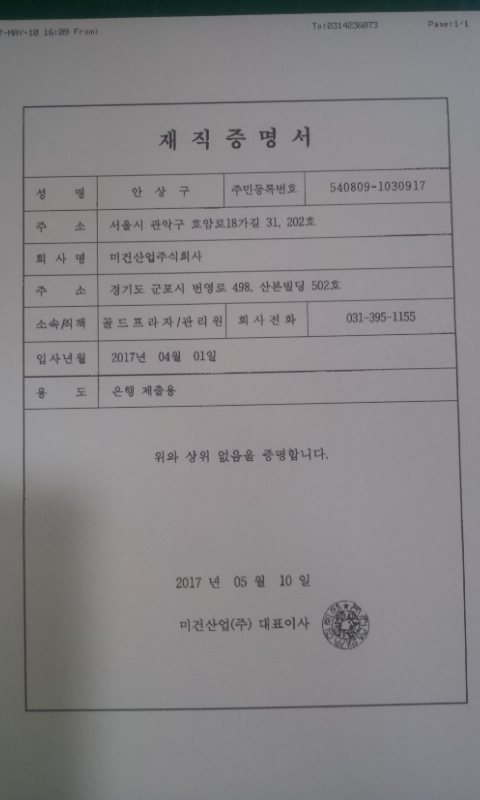 7-MAY-10 16:09 From: To:0314236073 Page:1/1
재 직 증 명 서
성 명 안 상 구 주민등록번호 540809-1030917
주 소 서울시 관악구 호암로18가길 31, 202호
회 사 명 미건산업주식회사
주 소 경기도 군포시 번영로 498, 산본빌딩 502호
소속/직책 골드프라자/관리원 회 사 전 화 031-395-1155
입사년월 2017년 04월 01일
용 도 은행 제출용
위와 상위 없음을 증명합니다.
2017 년 05 월 10 일
미건산업(주) 대표이사